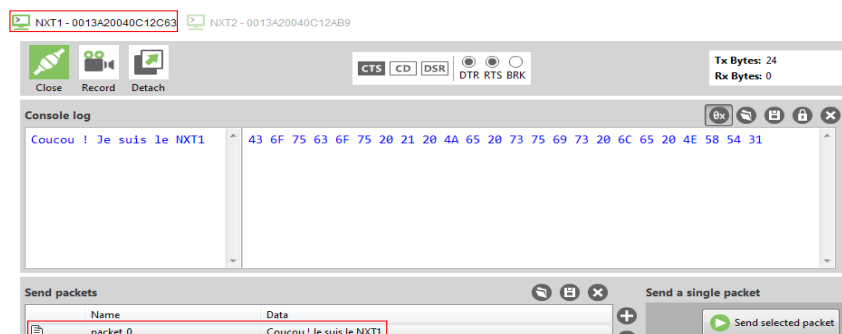 NXT1 - 0013A20040C12C63 NXT2 - 0013A20040C12AB9
CTS CD DSR DTR RTS BRK
Tx Bytes: 24
Rx Bytes: 0
Close Record Detach
Console log
0x
Coucou ! Je suis le NXT1 43 6F 75 63 6F 75 20 21 20 4A 65 20 73 75 69 73 20 6C 65 20 4E 58 54 31
Send packets Send a single packet
Name Data
packet_0 Coucou ! Je suis le NXT1
Send selected packet